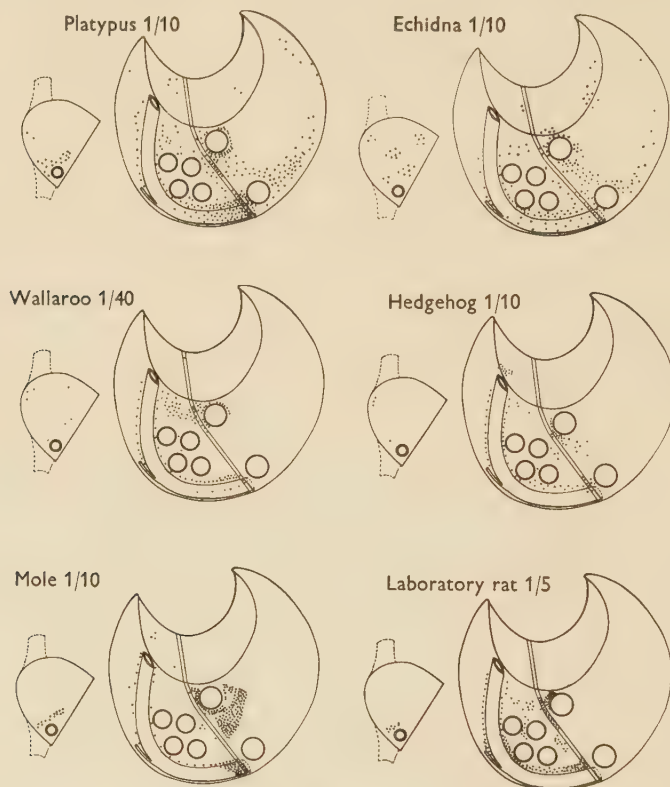 Platypus 1/10
Echidna 1/10
Wallaroo 1/40
Hedgehog 1/10
Mole 1/10
Laboratory rat 1/5